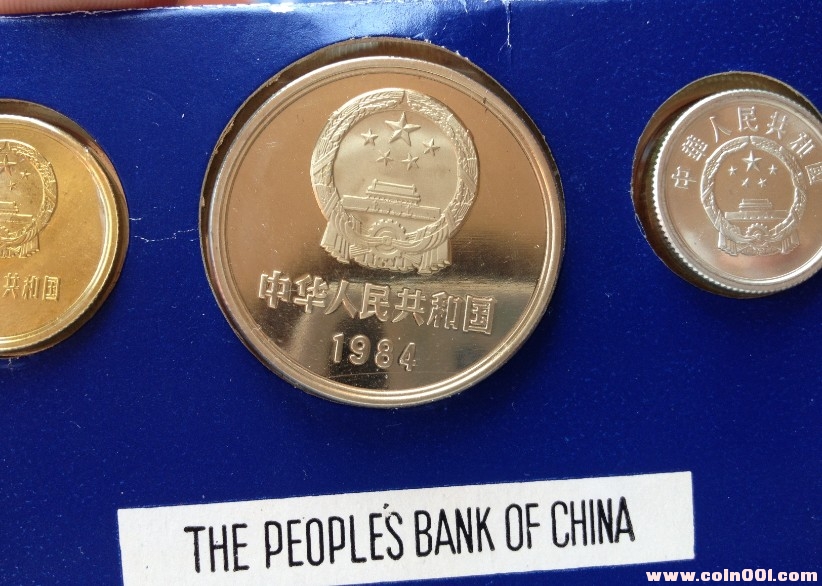 共和国
中华人民共和国
1984
中華人民共和国
THE PEOPLE'S BANK OF CHINA
www.coin001.com